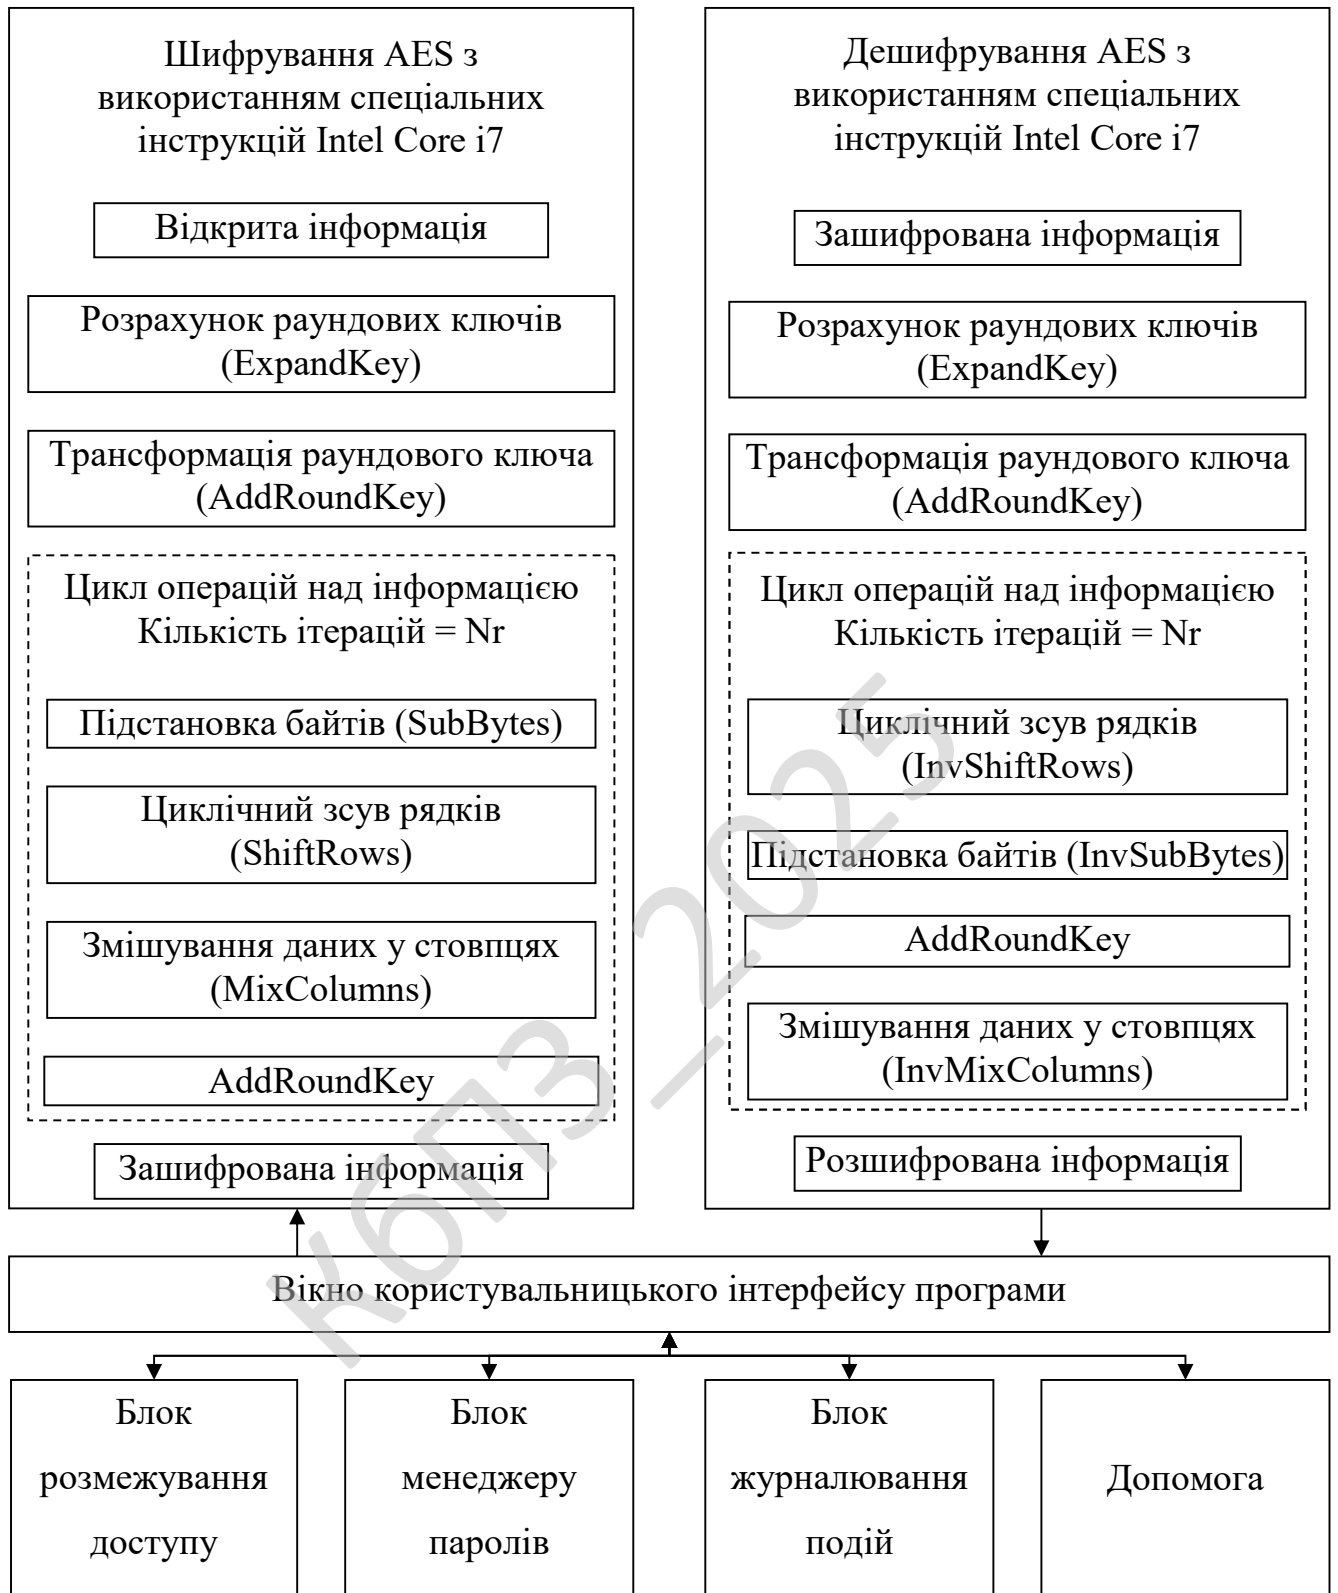 Шифрування AES з
використанням спеціальних
інструкцій Intel Core i7
Відкрита інформація
Розрахунок раундових ключів
(ExpandKey)
Трансформація раундового ключа
(AddRoundKey)
Цикл операцій над інформацією
Кількість ітерацій = Nr
Підстановка байтів (SubBytes)
Циклічний зсув рядків
(ShiftRows)
Змішування даних у стовпцях
(MixColumns)
AddRoundKey
Зашифрована інформація
Дешифрування AES з
використанням спеціальних
інструкцій Intel Core i7
Зашифрована інформація
Розрахунок раундових ключів
(ExpandKey)
Трансформація раундового ключа
(AddRoundKey)
Цикл операцій над інформацією
Кількість ітерацій = Nr
Циклічний зсув рядків
(InvShiftRows)
Підстановка байтів (InvSubBytes)
AddRoundKey
Змішування даних у стовпцях
(InvMixColumns)
Розшифрована інформація
Вікно користувальницького інтерфейсу програми
Блок
розмежування
доступу
Блок
менеджеру
паролів
Блок
журналювання
подій
Допомога
КбПЗ_2025